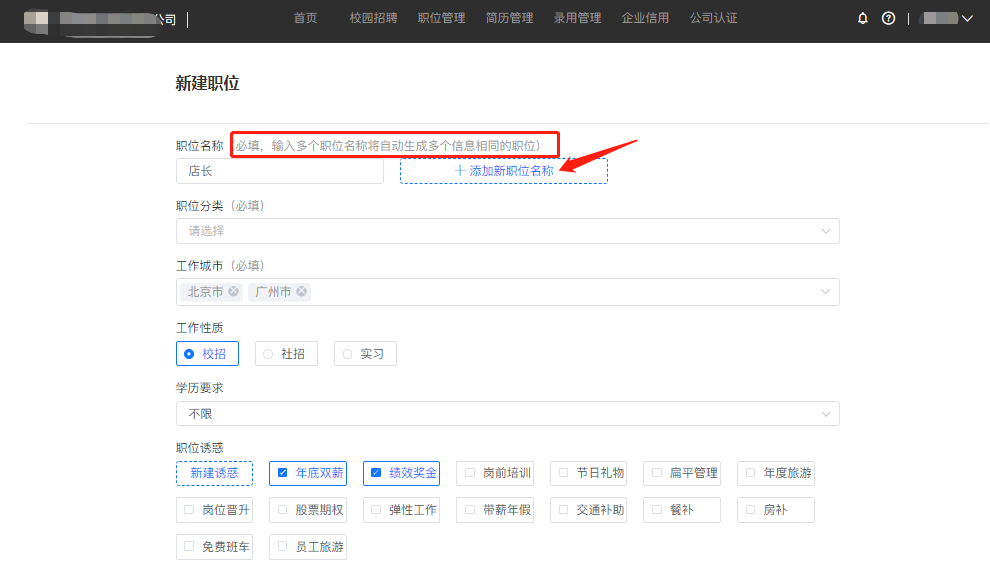 公司 首页 校园招聘 职位管理 简历管理 录用管理 企业信用 公司认证
新建职位
职位名称（必填，输入多个职位名称将自动生成多个信息相同的职位）
店长 + 添加新职位名称
职位分类（必填）
请选择
工作城市（必填）
北京市 广州市
工作性质
校招 社招 实习
学历要求
不限
职位诱惑
新建诱惑 年底双薪 绩效奖金 岗前培训 节日礼物 扁平管理 年度旅游
岗位晋升 股票期权 弹性工作 带薪年假 交通补助 餐补 房补
免费班车 员工旅游